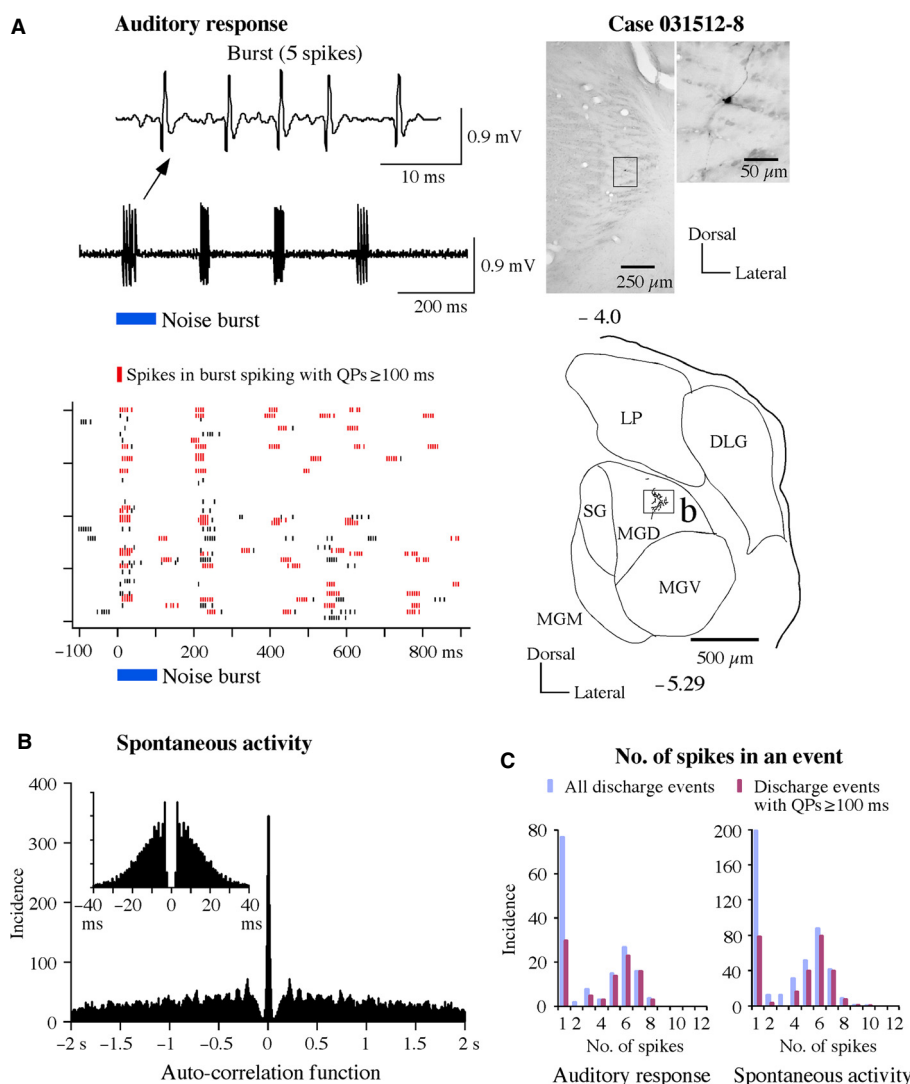 A
Auditory response
Burst (5 spikes)
0.9 mV
10 ms
0.9 mV
200 ms
Noise burst
Spikes in burst spiking with QPs ≥100 ms
−100 0 200 400 600 800 ms
Noise burst
Case 031512-8
50 µm
250 µm
Dorsal
Lateral
− 4.0
LP
DLG
SG
b
MGD
MGV
MGM
500 µm
Dorsal
Lateral
−5.29
B
Spontaneous activity
Incidence
400
300
200
100
0
−40 −20 0 20 40
ms ms
−2 s −1.5 −1 −0.5 0 0.5 1 1.5 2 s
Auto-correlation function
C
No. of spikes in an event
All discharge events
Discharge events
with QPs ≥100 ms
Incidence
80
60
40
20
0
1 2 4 6 8 10 12
No. of spikes
Auditory response
200
160
120
80
40
0
1 2 4 6 8 10 12
No. of spikes
Spontaneous activity